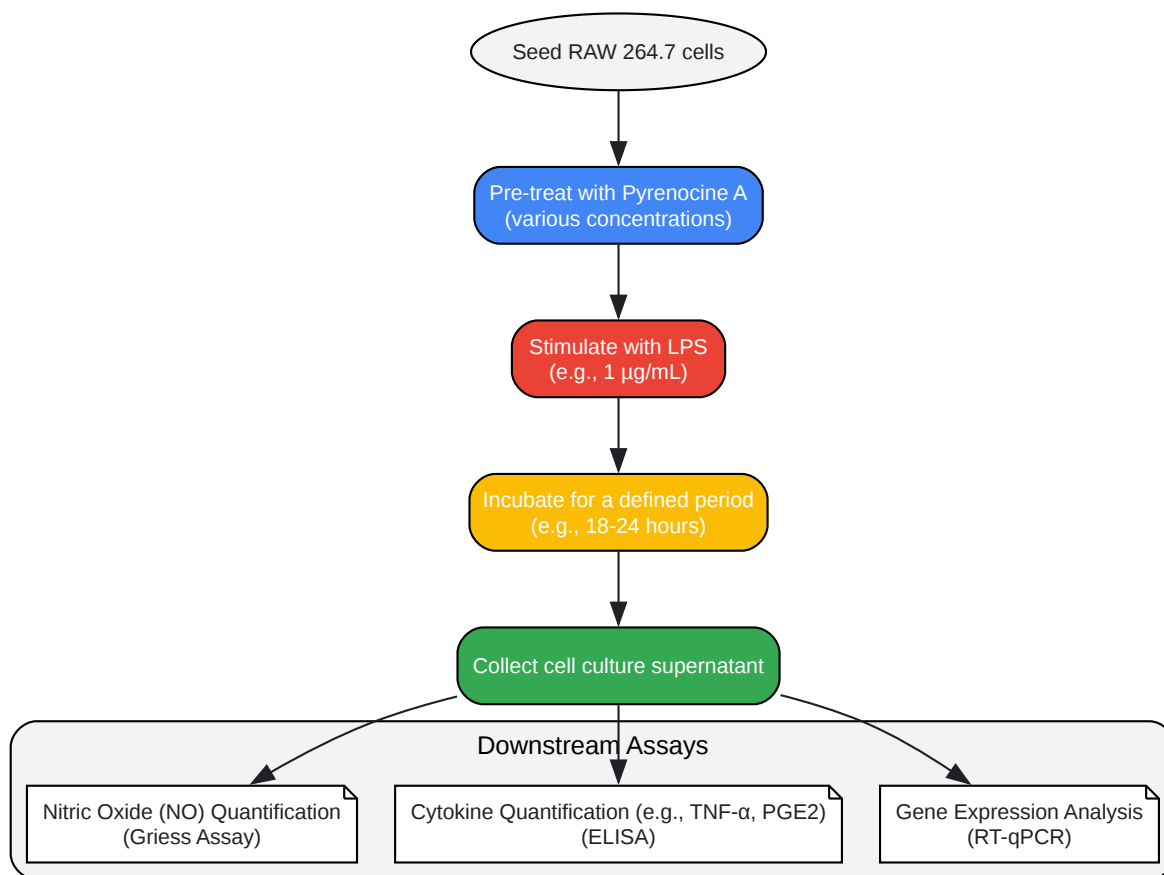 Seed RAW 264.7 cells
Pre-treat with Pyrenocine A
(various concentrations)
Stimulate with LPS
(e.g., 1 µg/mL)
Incubate for a defined period
(e.g., 18-24 hours)
Collect cell culture supernatant
Downstream Assays
Nitric Oxide (NO) Quantification
(Griess Assay)
Cytokine Quantification (e.g., TNF-α, PGE2)
(ELISA)
Gene Expression Analysis
(RT-qPCR)